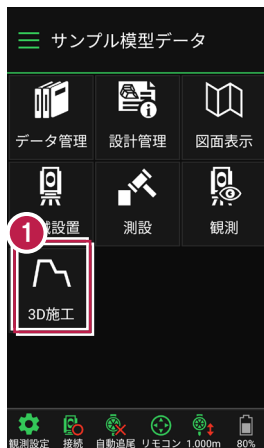 サンプル模型データ
データ管理 設計管理 図面表示
設置 測設 観測
1
3D施工
観測設定 接続 自動追尾 リモコン 1.000m 80%